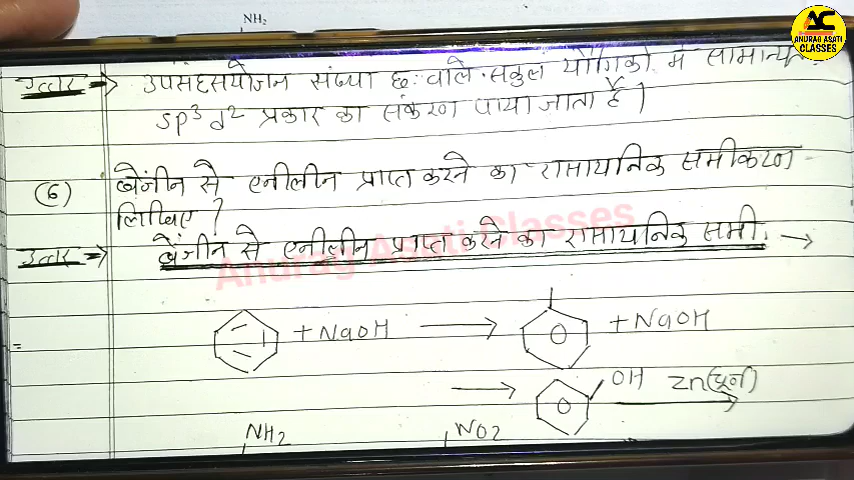 NH₂
AC
ANURAG ASATI
CLASSES
उत्तर → उपसहसंयोजन संख्या छः वाले संकुल यौगिकों में सामान्यतः
sp³d² प्रकार का संकरण पाया जाता है।
(6) बेंजीन से एनीलीन प्राप्त करने का रासायनिक समीकरण
लिखिए?
उत्तर → बेंजीन से एनीलीन प्राप्त करने का रासायनिक समी. →
Anurag Asati Classes
+ NaOH → + NaOH
→ OH Zn(चूर्ण)
NH₂ NO₂